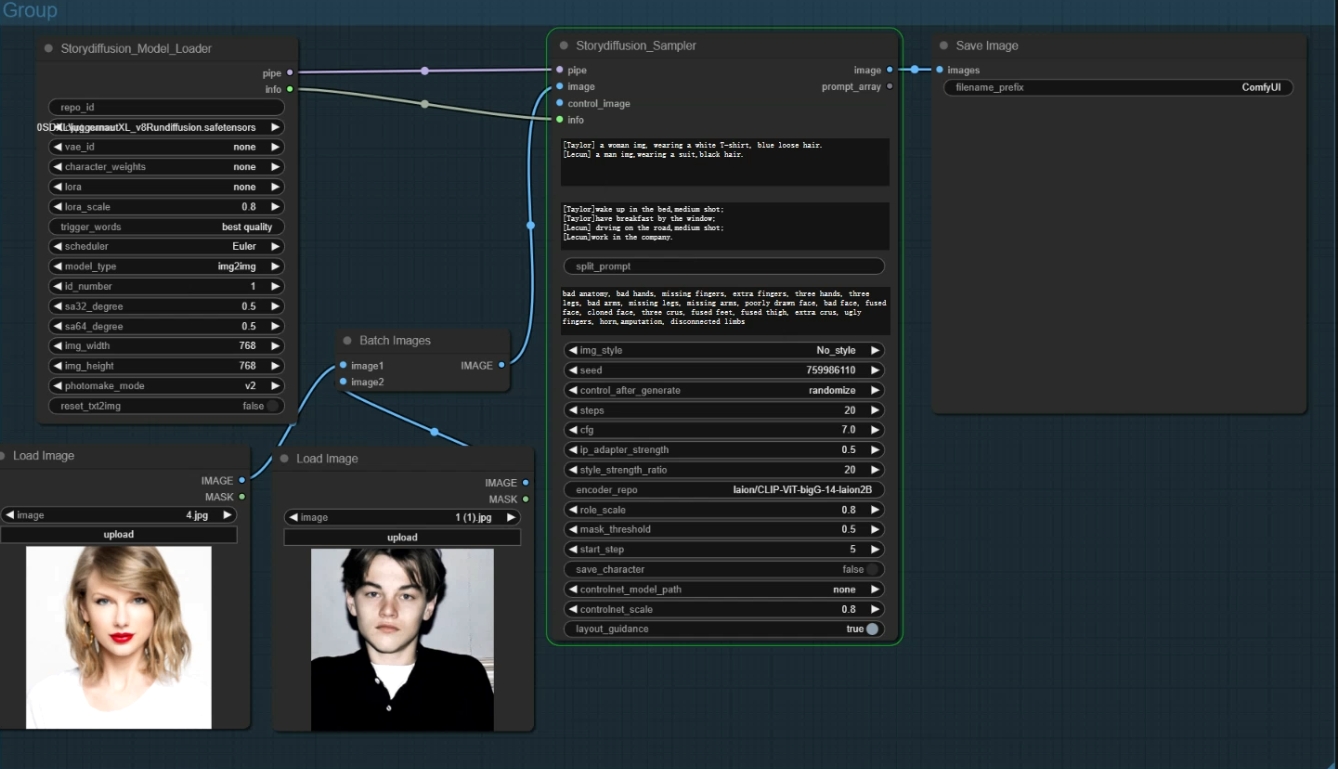 Group
Storydiffusion_Model_Loader
pipe
info
repo_id
0SDXL\juggernautXL_v8Rundiffusion.safetensors
vae_id none
character_weights none
lora none
lora_scale 0.8
trigger_words best quality
scheduler Euler
model_type img2img
id_number 1
sa32_degree 0.5
sa64_degree 0.5
img_width 768
img_height 768
photomake_mode v2
reset_txt2img false
Load Image
IMAGE
MASK
image 4.jpg
upload
Load Image
IMAGE
MASK
image 1 (1).jpg
upload
Batch Images
image1 IMAGE
image2
Storydiffusion_Sampler
pipe image
image prompt_array
control_image
info
[Taylor] a woman img, wearing a white T-shirt, blue loose hair.
[Lecun] a man img,wearing a suit,black hair.
[Taylor]wake up in the bed,medium shot;
[Taylor]have breakfast by the window;
[Lecun] drving on the road,medium shot;
[Lecun]work in the company.
split_prompt
bad anatomy, bad hands, missing fingers, extra fingers, three hands, three
legs, bad arms, missing legs, missing arms, poorly drawn face, bad face, fused
face, cloned face, three crus, fused feet, fused thigh, extra crus, ugly
fingers, horn,amputation, disconnected limbs
img_style No_style
seed 759986110
control_after_generate randomize
steps 20
cfg 7.0
ip_adapter_strength 0.5
style_strength_ratio 20
encoder_repo laion/CLIP-ViT-bigG-14-laion2B
role_scale 0.8
mask_threshold 0.5
start_step 5
save_character false
controlnet_model_path none
controlnet_scale 0.8
layout_guidance true
Save Image
images
filename_prefix ComfyUI